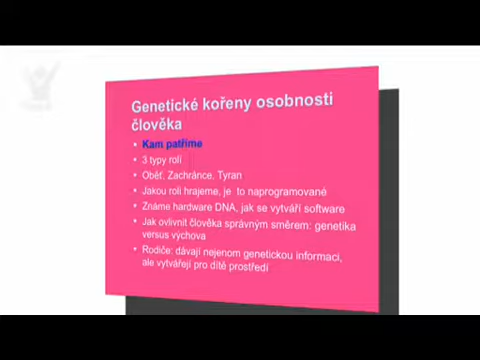 Genetické kořeny osobnosti
člověka
• Kam patříme
• 3 typy rolí
• Oběť, Zachránce, Tyran
• Jakou roli hrajeme, je to naprogramované
• Známe hardware DNA, jak se vytváří software
• Jak ovlivnit člověka správným směrem: genetika
versus výchova
• Rodiče: dávají nejenom genetickou informaci,
ale vytvářejí pro dítě prostředí